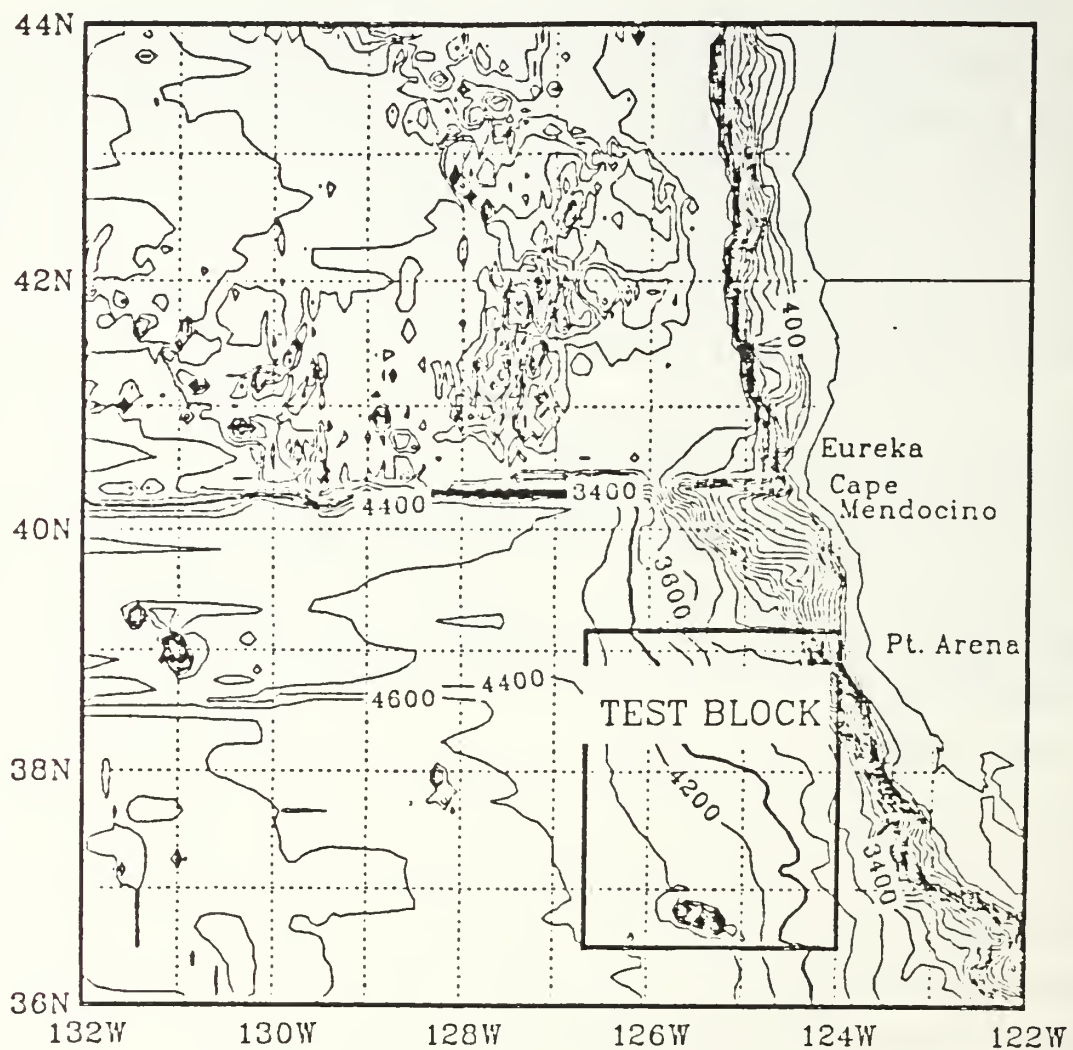 44N
42N
400
Eureka
Cape
Mendocino
3400
4400
40N
3600
Pt. Arena
4400
4600
TEST BLOCK
38N
4200
3400
36N
132W 130W 128W 126W 124W 122W